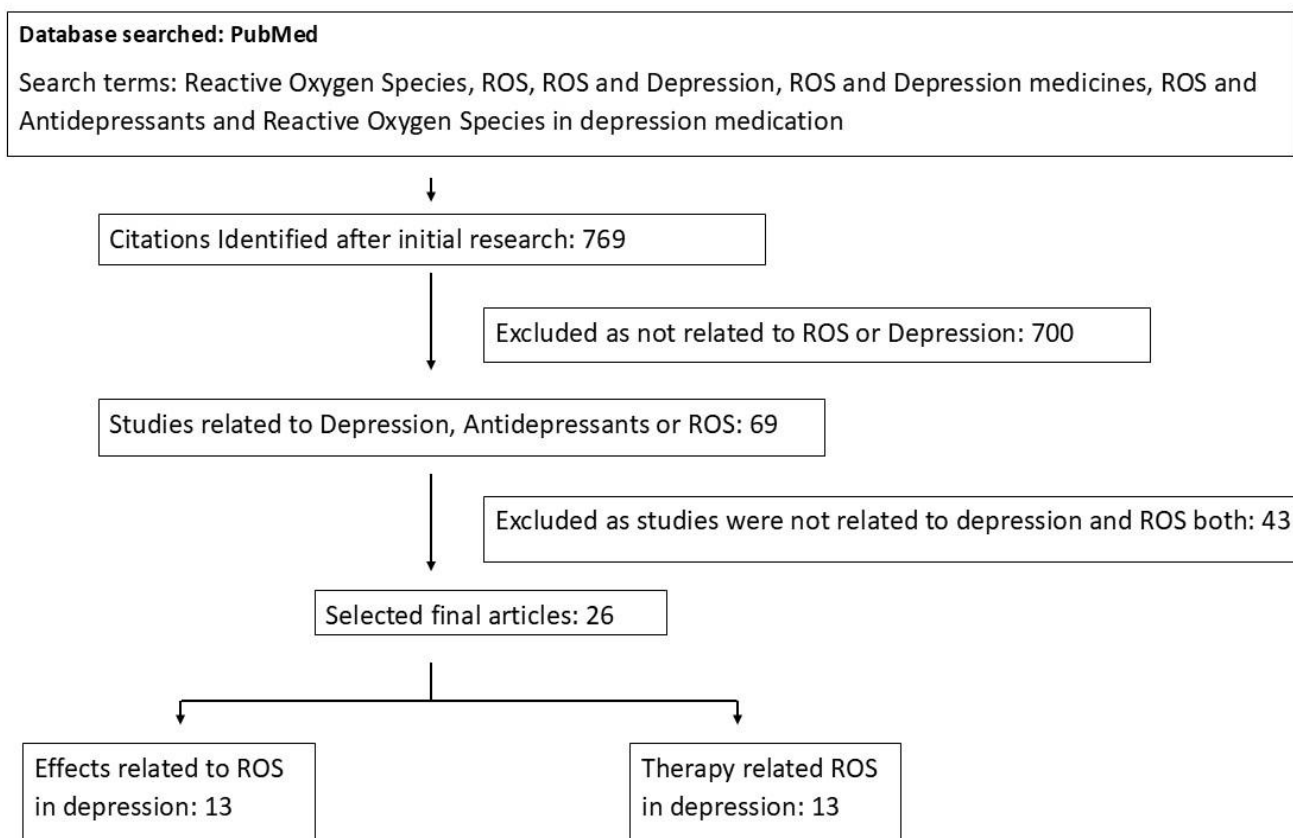 Database searched: PubMed
Search terms: Reactive Oxygen Species, ROS, ROS and Depression, ROS and Depression medicines, ROS and
Antidepressants and Reactive Oxygen Species in depression medication
Citations Identified after initial research: 769
Excluded as not related to ROS or Depression: 700
Studies related to Depression, Antidepressants or ROS: 69
Excluded as studies were not related to depression and ROS both: 43
Selected final articles: 26
Effects related to ROS
in depression: 13
Therapy related ROS
in depression: 13